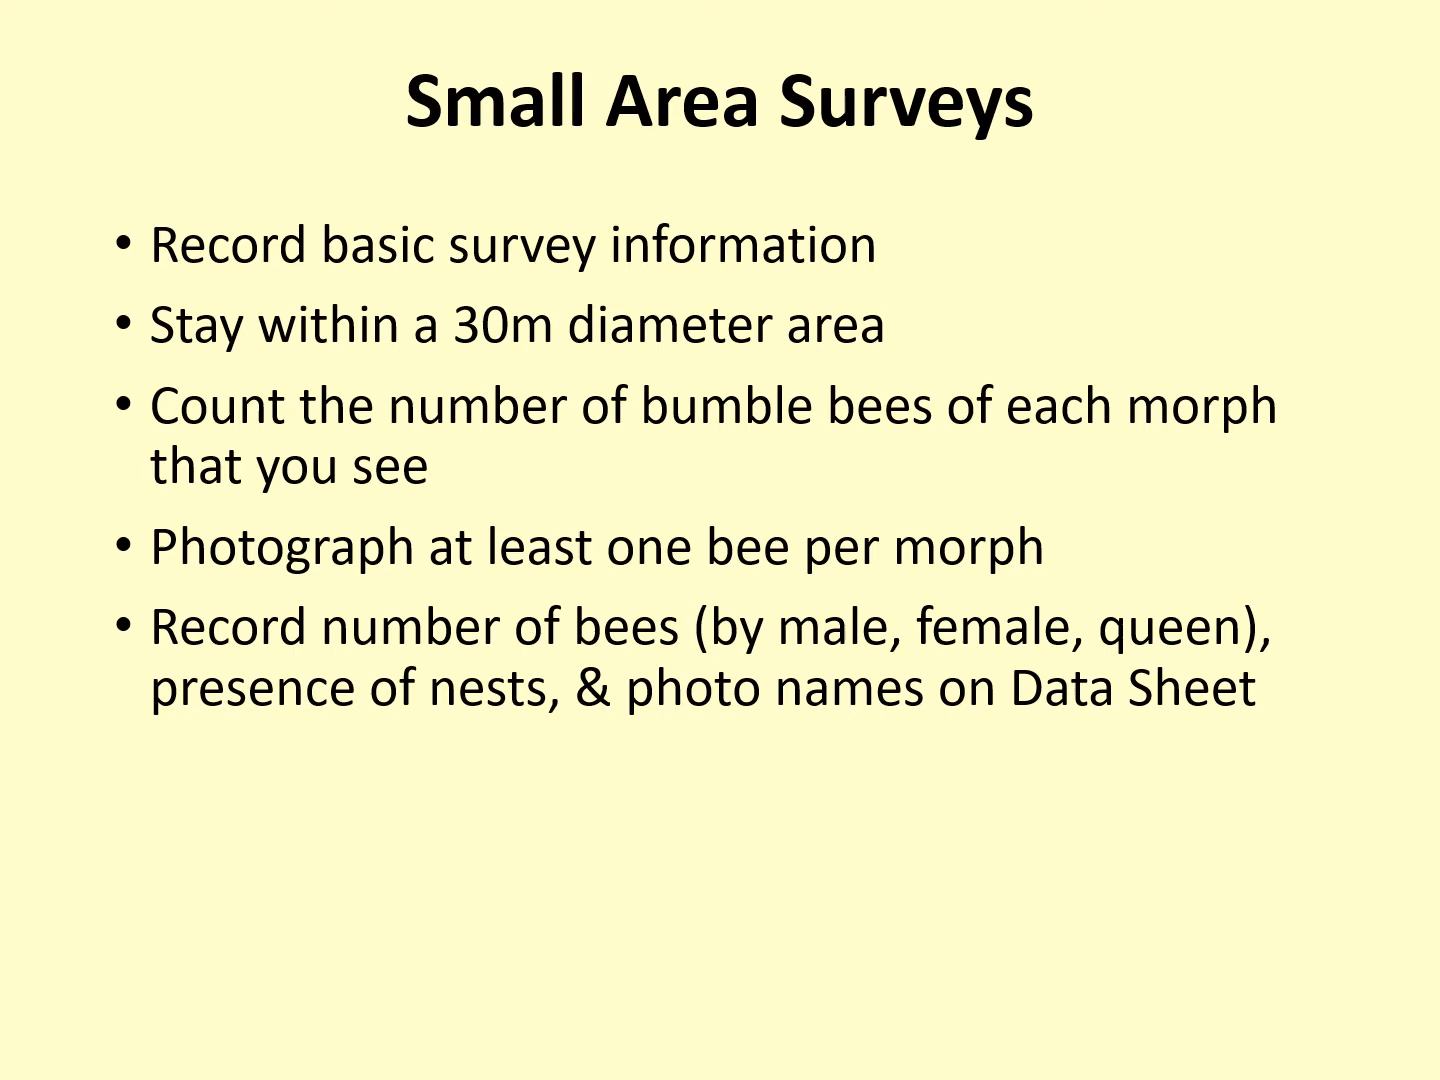 Small Area Surveys
• Record basic survey information
• Stay within a 30m diameter area
• Count the number of bumble bees of each morph
that you see
• Photograph at least one bee per morph
• Record number of bees (by male, female, queen),
presence of nests, & photo names on Data Sheet